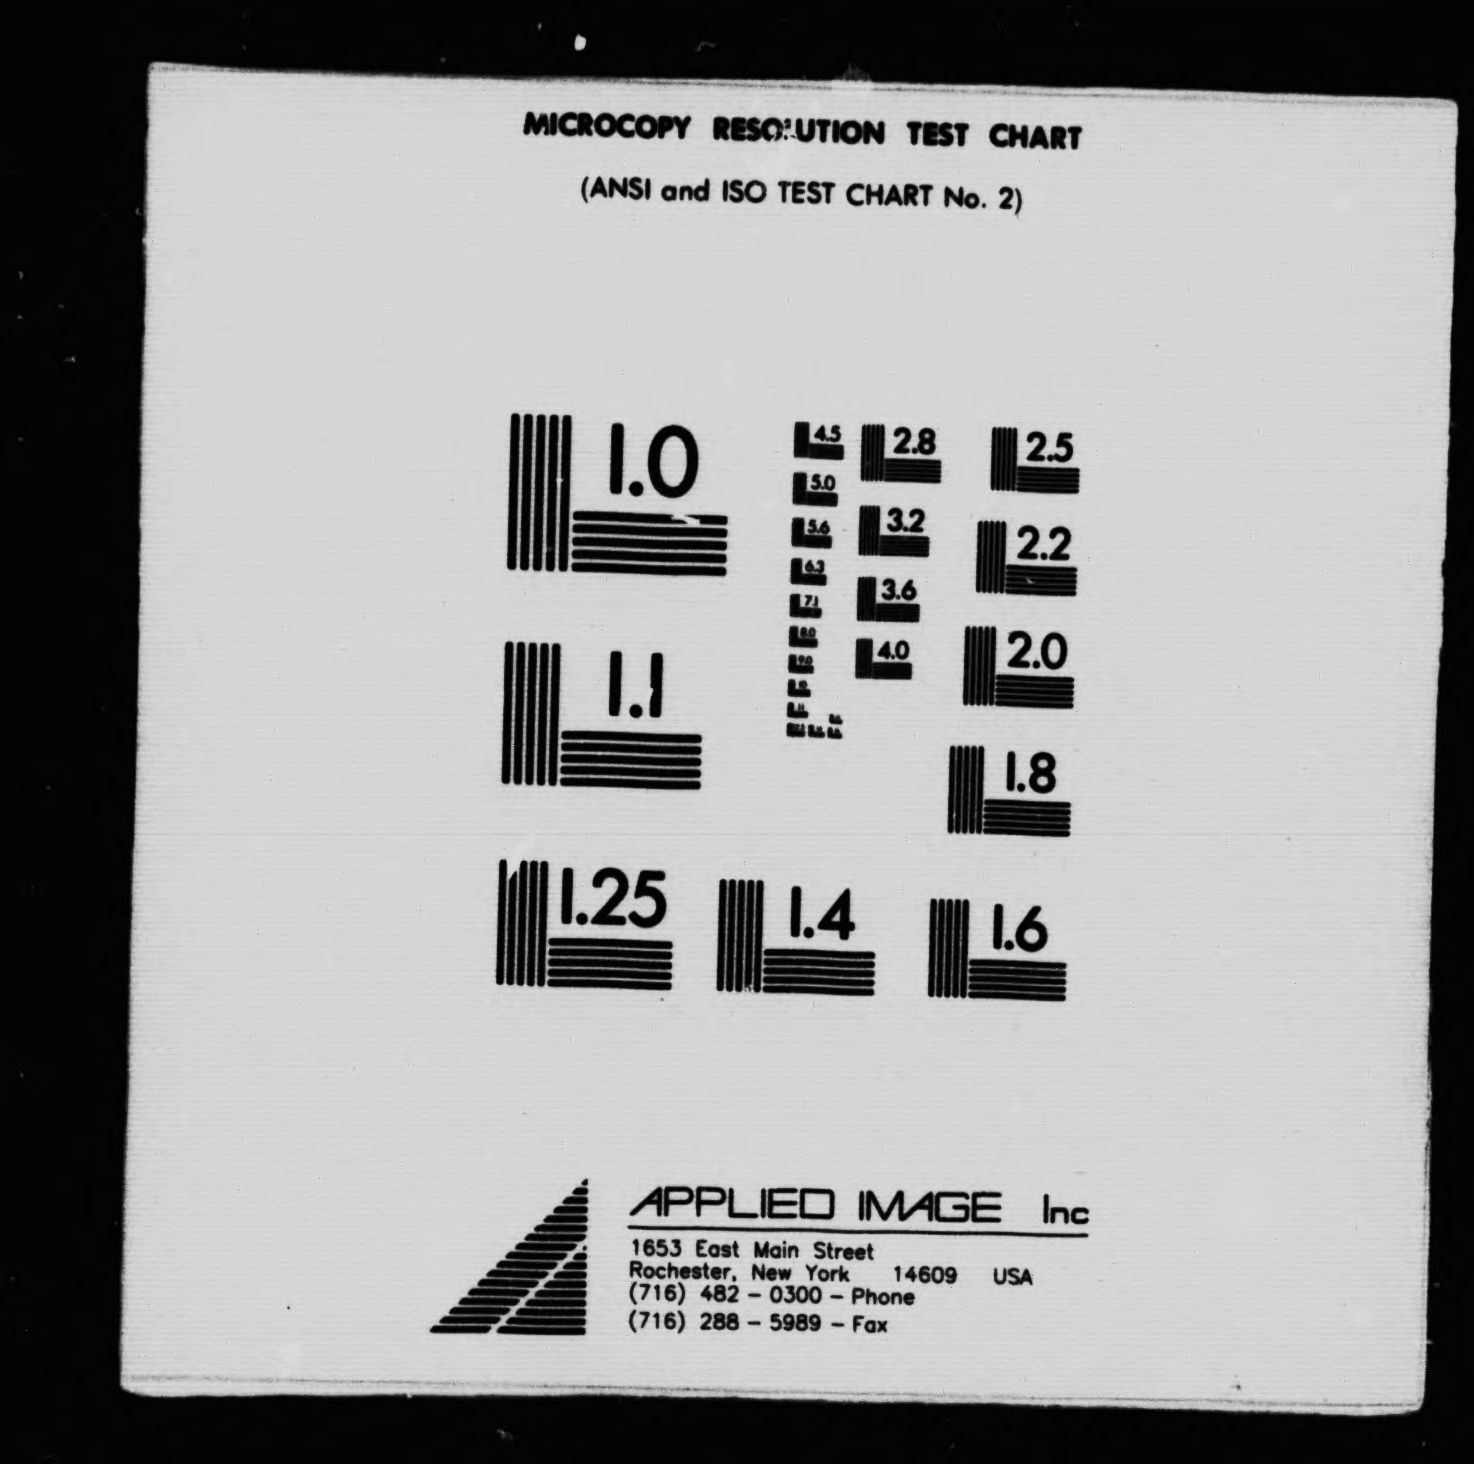 MICROCOPY RESOLUTION TEST CHART
(ANSI and ISO TEST CHART No. 2)
1.0
4.5
2.8
2.5
5.0
5.6
3.2
2.2
6.3
3.6
7.1
8.0
4.0
2.0
9.0
1.1
1.8
1.25
1.4
1.6
APPLIED IMAGE Inc
1653 East Main Street
Rochester, New York 14609 USA
(716) 482 - 0300 - Phone
(716) 288 - 5989 - Fax